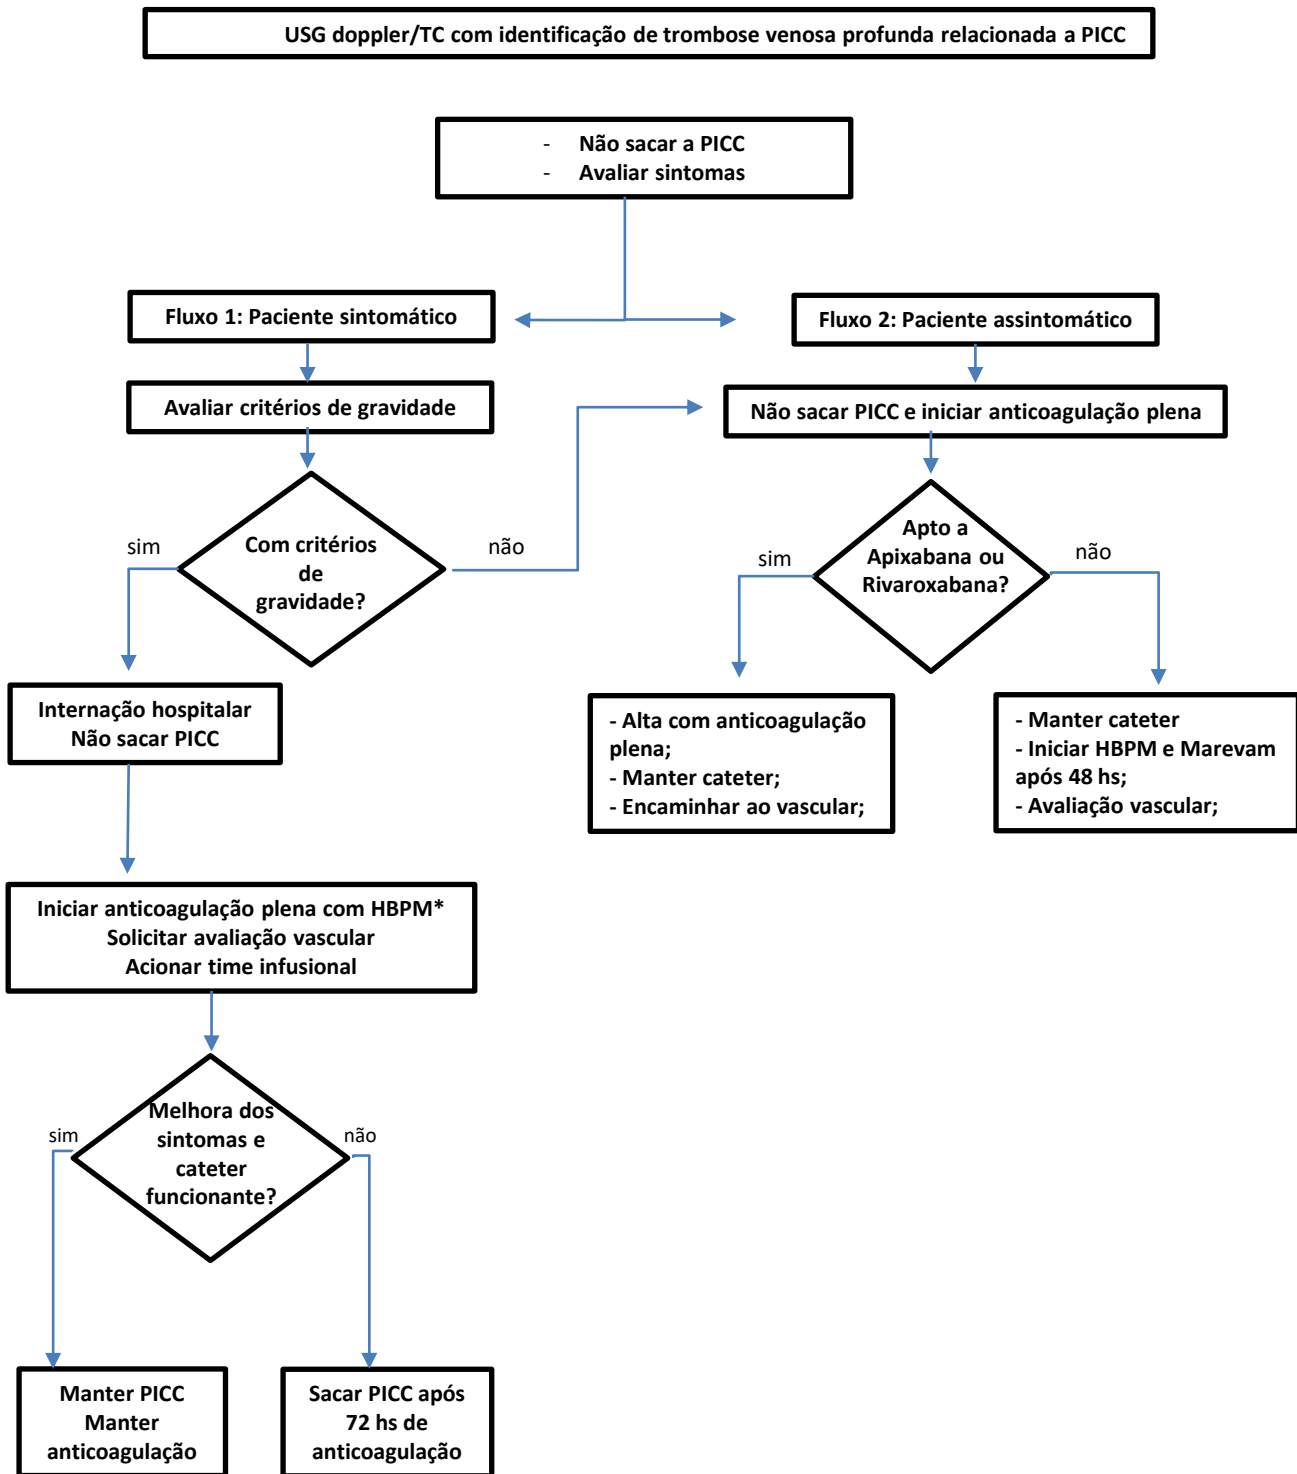 USG doppler/TC com identificação de trombose venosa profunda relacionada a PICC
- Não sacar a PICC
- Avaliar sintomas
Fluxo 1: Paciente sintomático
Fluxo 2: Paciente assintomático
Avaliar critérios de gravidade
Não sacar PICC e iniciar anticoagulação plena
Com critérios
de
gravidade?
sim
não
Apto a
Apixabana ou
Rivaroxabana?
sim
não
Internação hospitalar
Não sacar PICC
- Alta com anticoagulação
plena;
- Manter cateter;
- Encaminhar ao vascular;
- Manter cateter
- Iniciar HBPM e Marevam
após 48 hs;
- Avaliação vascular;
Iniciar anticoagulação plena com HBPM*
Solicitar avaliação vascular
Acionar time infusional
Melhora dos
sintomas e
cateter
funcionante?
sim
não
Manter PICC
Manter
anticoagulação
Sacar PICC após
72 hs de
anticoagulação